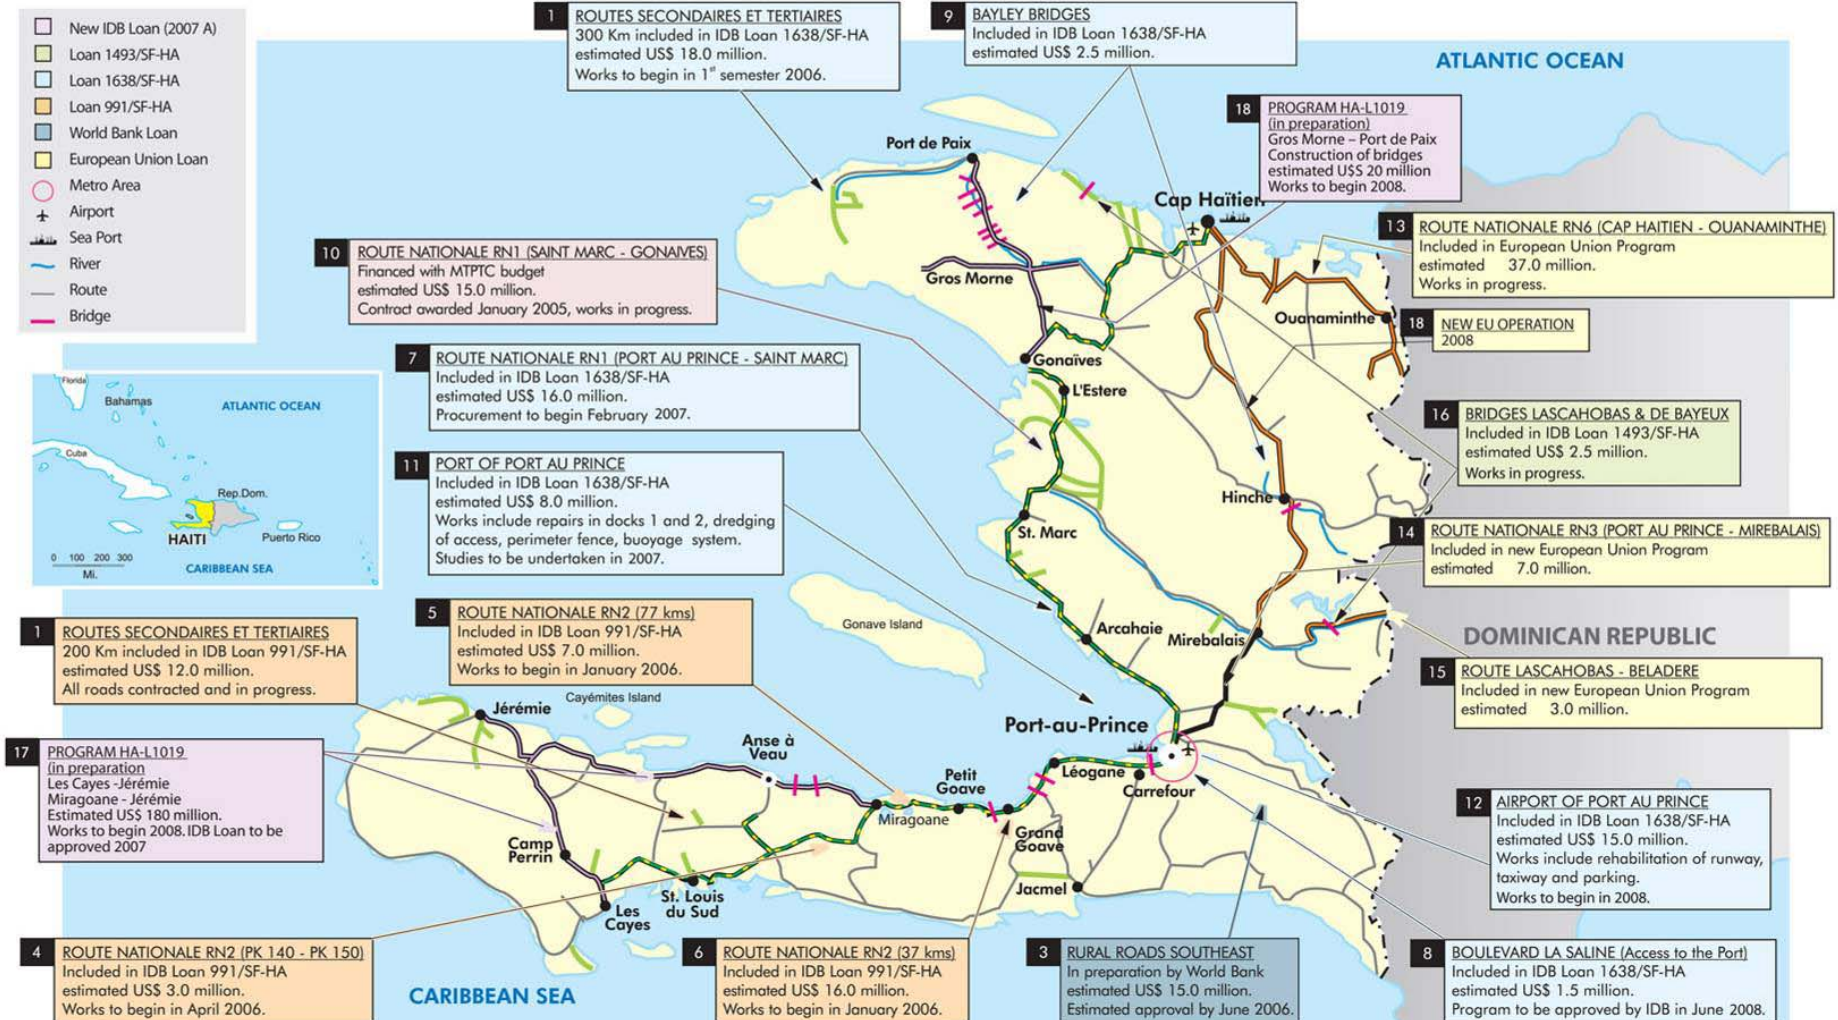 New IDB Loan (2007 A)
Loan 1493/SF-HA
Loan 1638/SF-HA
Loan 991/SF-HA
World Bank Loan
European Union Loan
Metro Area
Airport
Sea Port
River
Route
Bridge
1 ROUTES SECONDAIRES ET TERTIAIRES
300 Km included in IDB Loan 1638/SF-HA
estimated US$ 18.0 million.
Works to begin in 1st semester 2006.
9 BAYLEY BRIDGES
Included in IDB Loan 1638/SF-HA
estimated US$ 2.5 million.
ATLANTIC OCEAN
18 PROGRAM HA-L1019
(in preparation)
Gros Morne – Port de Paix
Construction of bridges
estimated U$S 20 million
Works to begin 2008.
Port de Paix
Cap Haïtien
13 ROUTE NATIONALE RN6 (CAP HAITIEN - OUANAMINTHE)
Included in European Union Program
estimated 37.0 million.
Works in progress.
10 ROUTE NATIONALE RN1 (SAINT MARC - GONAIVES)
Financed with MTPTC budget
estimated US$ 15.0 million.
Contract awarded January 2005, works in progress.
Gros Morne
Ouanaminthe
18 NEW EU OPERATION
2008
7 ROUTE NATIONALE RN1 (PORT AU PRINCE - SAINT MARC)
Included in IDB Loan 1638/SF-HA
estimated US$ 16.0 million.
Procurement to begin February 2007.
Gonaïves
L'Estere
Florida
Bahamas
ATLANTIC OCEAN
Cuba
Rep.Dom.
HAITI
Puerto Rico
0 100 200 300
Mi.
CARIBBEAN SEA
16 BRIDGES LASCAHOBAS & DE BAYEUX
Included in IDB Loan 1493/SF-HA
estimated US$ 2.5 million.
Works in progress.
11 PORT OF PORT AU PRINCE
Included in IDB Loan 1638/SF-HA
estimated US$ 8.0 million.
Works include repairs in docks 1 and 2, dredging
of access, perimeter fence, buoyage system.
Studies to be undertaken in 2007.
Hinche
St. Marc
14 ROUTE NATIONALE RN3 (PORT AU PRINCE - MIREBALAIS)
Included in new European Union Program
estimated 7.0 million.
5 ROUTE NATIONALE RN2 (77 kms)
Included in IDB Loan 991/SF-HA
estimated US$ 7.0 million.
Works to begin in January 2006.
Gonave Island
Arcahaie
Mirebalais
DOMINICAN REPUBLIC
1 ROUTES SECONDAIRES ET TERTIAIRES
200 Km included in IDB Loan 991/SF-HA
estimated US$ 12.0 million.
All roads contracted and in progress.
15 ROUTE LASCAHOBAS - BELADERE
Included in new European Union Program
estimated 3.0 million.
Cayémites Island
Jérémie
Port-au-Prince
Anse à
Veau
17 PROGRAM HA-L1019
(in preparation
Les Cayes -Jérémie
Miragoane - Jérémie
Estimated US$ 180 million.
Works to begin 2008. IDB Loan to be
approved 2007
Petit
Goave
Léogane
Carrefour
Miragoane
Grand
Goave
12 AIRPORT OF PORT AU PRINCE
Included in IDB Loan 1638/SF-HA
estimated US$ 15.0 million.
Works include rehabilitation of runway,
taxiway and parking.
Works to begin in 2008.
Camp
Perrin
Jacmel
St. Louis
du Sud
Les
Cayes
4 ROUTE NATIONALE RN2 (PK 140 - PK 150)
Included in IDB Loan 991/SF-HA
estimated US$ 3.0 million.
Works to begin in April 2006.
CARIBBEAN SEA
6 ROUTE NATIONALE RN2 (37 kms)
Included in IDB Loan 991/SF-HA
estimated US$ 16.0 million.
Works to begin in January 2006.
3 RURAL ROADS SOUTHEAST
In preparation by World Bank
estimated US$ 15.0 million.
Estimated approval by June 2006.
8 BOULEVARD LA SALINE (Access to the Port)
Included in IDB Loan 1638/SF-HA
estimated US$ 1.5 million.
Program to be approved by IDB in June 2008.